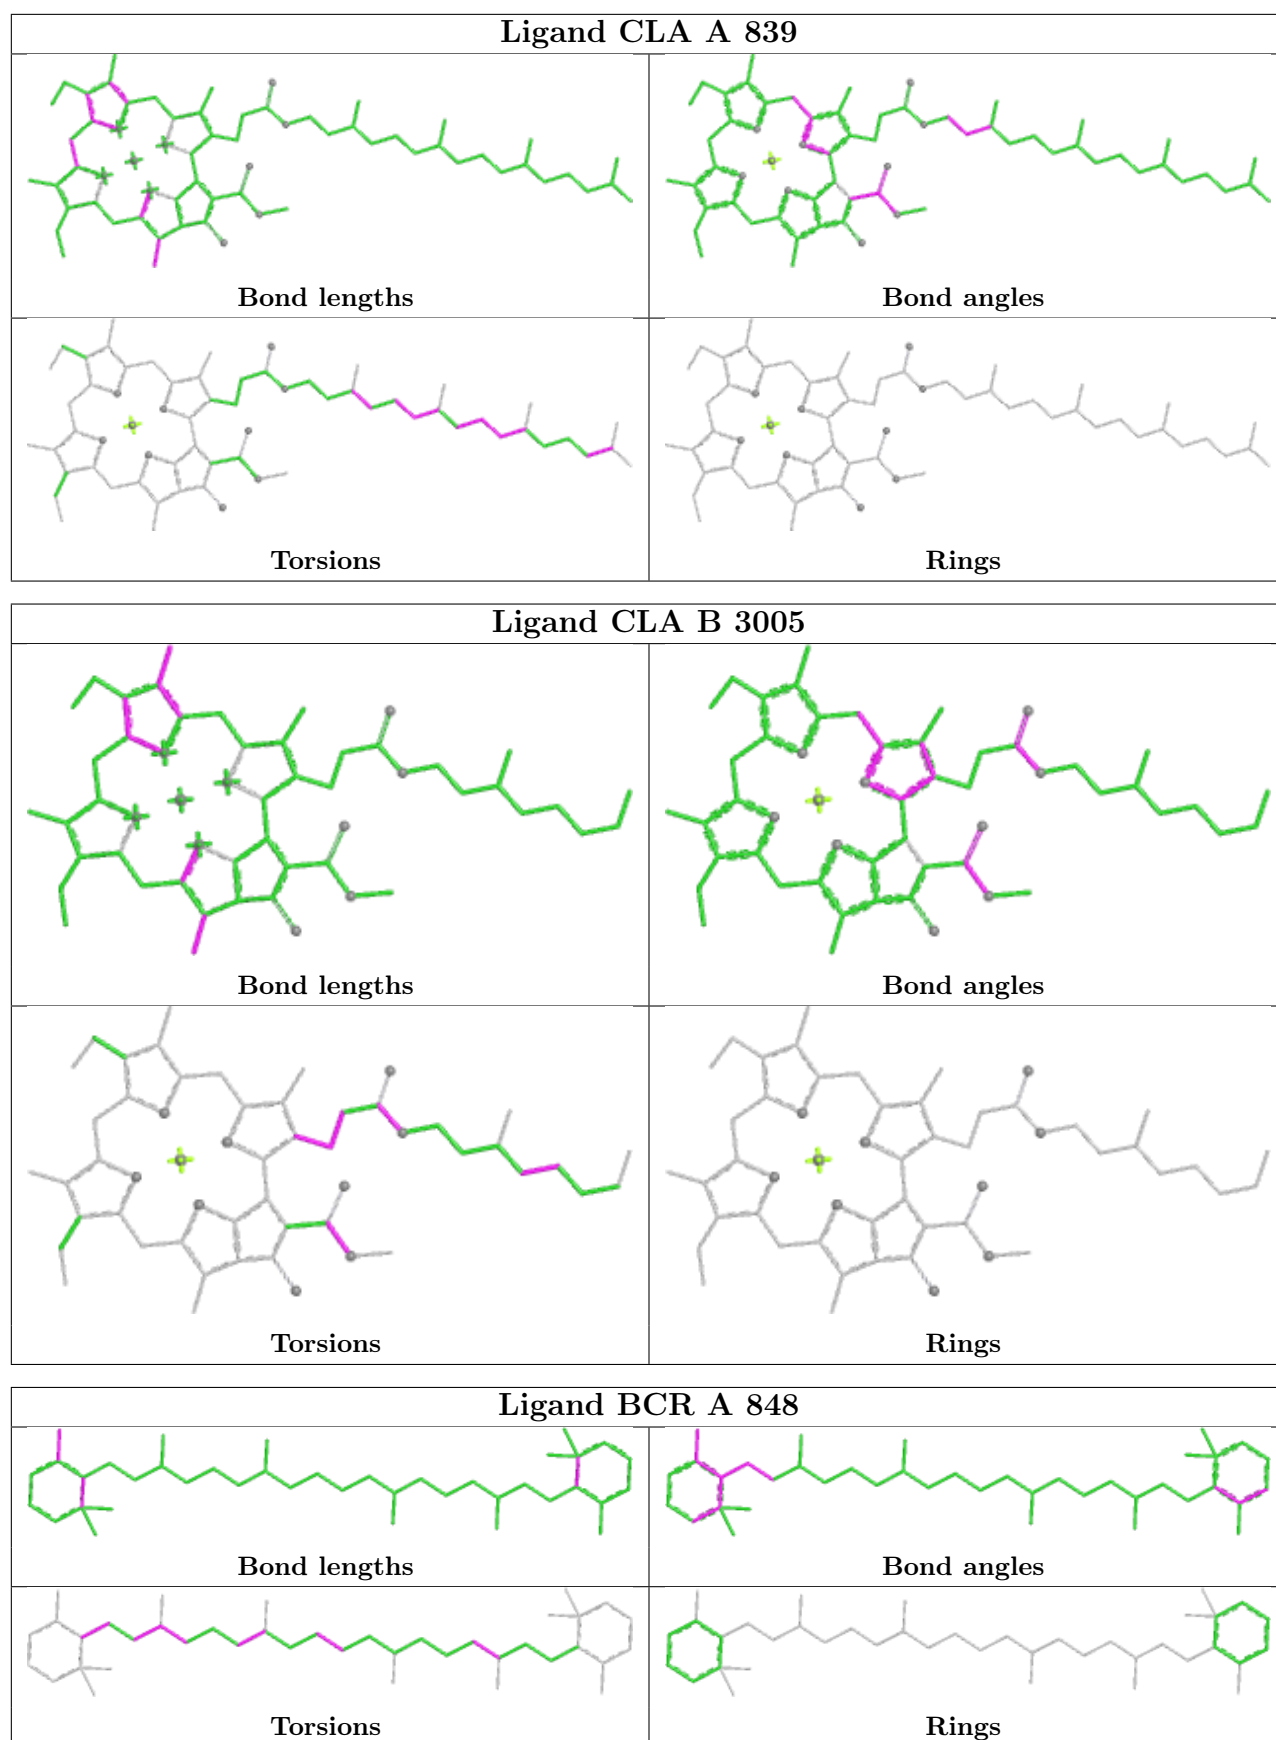 Ligand CLA A 839
Bond lengths
Bond angles
Torsions
Rings
Ligand CLA B 3005
Bond lengths
Bond angles
Torsions
Rings
Ligand BCR A 848
Bond lengths
Bond angles
Torsions
Rings